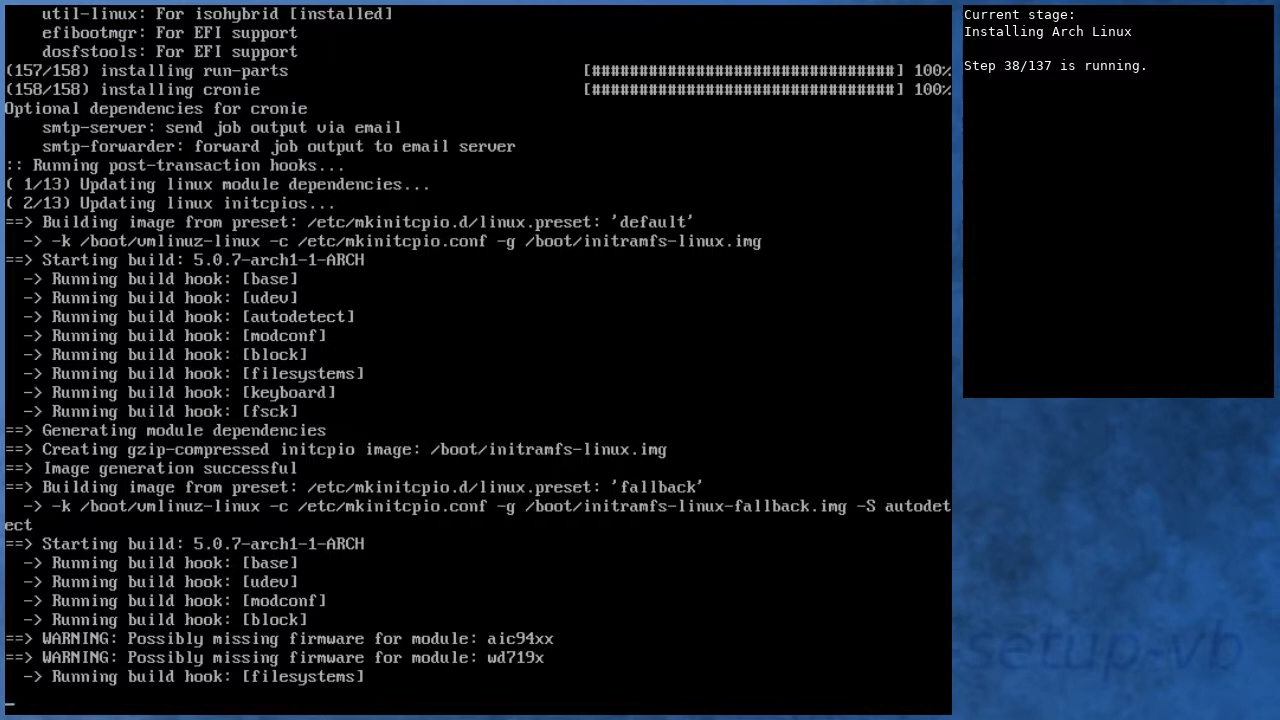 util-linux: For isohybrid [installed]
efibootmgr: For EFI support
dosfstools: For EFI support
(157/158) installing run-parts [################################] 100%
(158/158) installing cronie [################################] 100%
Optional dependencies for cronie
smtp-server: send job output via email
smtp-forwarder: forward job output to email server
:: Running post-transaction hooks...
( 1/13) Updating linux module dependencies...
( 2/13) Updating linux initcpios...
==> Building image from preset: /etc/mkinitcpio.d/linux.preset: 'default'
-> -k /boot/vmlinuz-linux -c /etc/mkinitcpio.conf -g /boot/initramfs-linux.img
==> Starting build: 5.0.7-arch1-1-ARCH
-> Running build hook: [base]
-> Running build hook: [udev]
-> Running build hook: [autodetect]
-> Running build hook: [modconf]
-> Running build hook: [block]
-> Running build hook: [filesystems]
-> Running build hook: [keyboard]
-> Running build hook: [fsck]
==> Generating module dependencies
==> Creating gzip-compressed initcpio image: /boot/initramfs-linux.img
==> Image generation successful
==> Building image from preset: /etc/mkinitcpio.d/linux.preset: 'fallback'
-> -k /boot/vmlinuz-linux -c /etc/mkinitcpio.conf -g /boot/initramfs-linux-fallback.img -S autodet
ect
==> Starting build: 5.0.7-arch1-1-ARCH
-> Running build hook: [base]
-> Running build hook: [udev]
-> Running build hook: [modconf]
-> Running build hook: [block]
==> WARNING: Possibly missing firmware for module: aic94xx
==> WARNING: Possibly missing firmware for module: wd719x
-> Running build hook: [filesystems]
_
Current stage:
Installing Arch Linux
Step 38/137 is running.
setup-vb